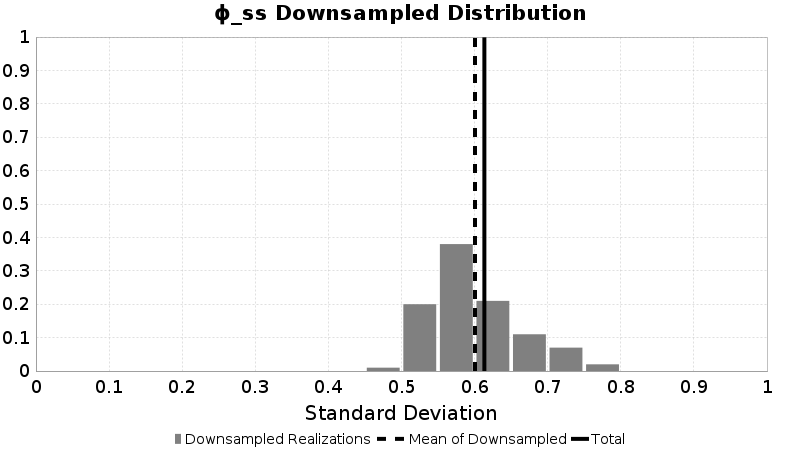 ϕ_ss Downsampled Distribution
1
0.9
0.8
0.7
0.6
0.5
0.4
0.3
0.2
0.1
0
0 0.1 0.2 0.3 0.4 0.5 0.6 0.7 0.8 0.9 1
Standard Deviation
Downsampled Realizations Mean of Downsampled Total